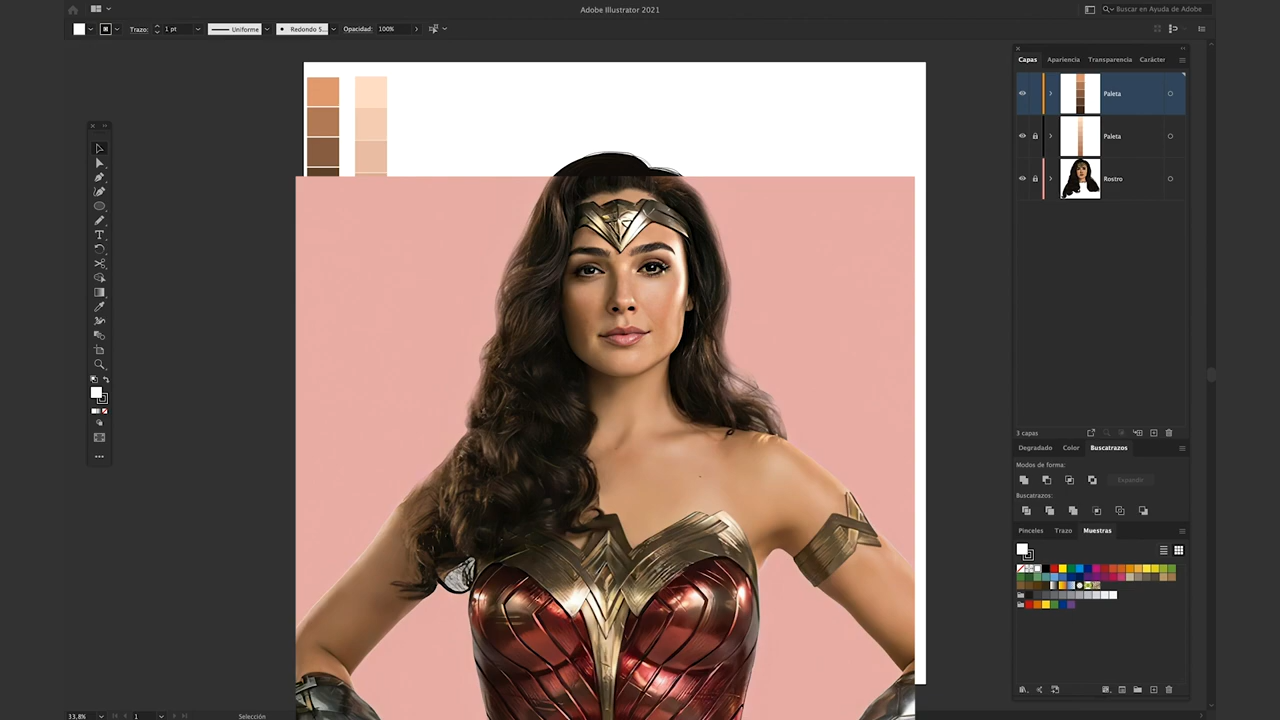 Adobe Illustrator 2021
Buscar en Ayuda de Adobe
Trazo: 1 pt Uniforme Redondo S... Opacidad: 100%
Capas Apariencia Transparencia Carácter
Paleta
Paleta
Rostro
3 capas
Degradado Color Buscatrazos
Modos de forma:
Expandir
Buscatrazos:
Pinceles Trazo Muestras
33,8% 1 Selección